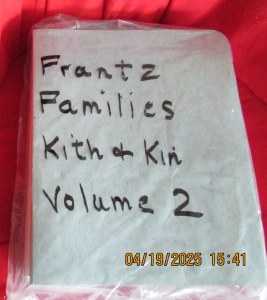 Frantz
Families
Kith & Kin
Volume 2
04/19/2025 15:41